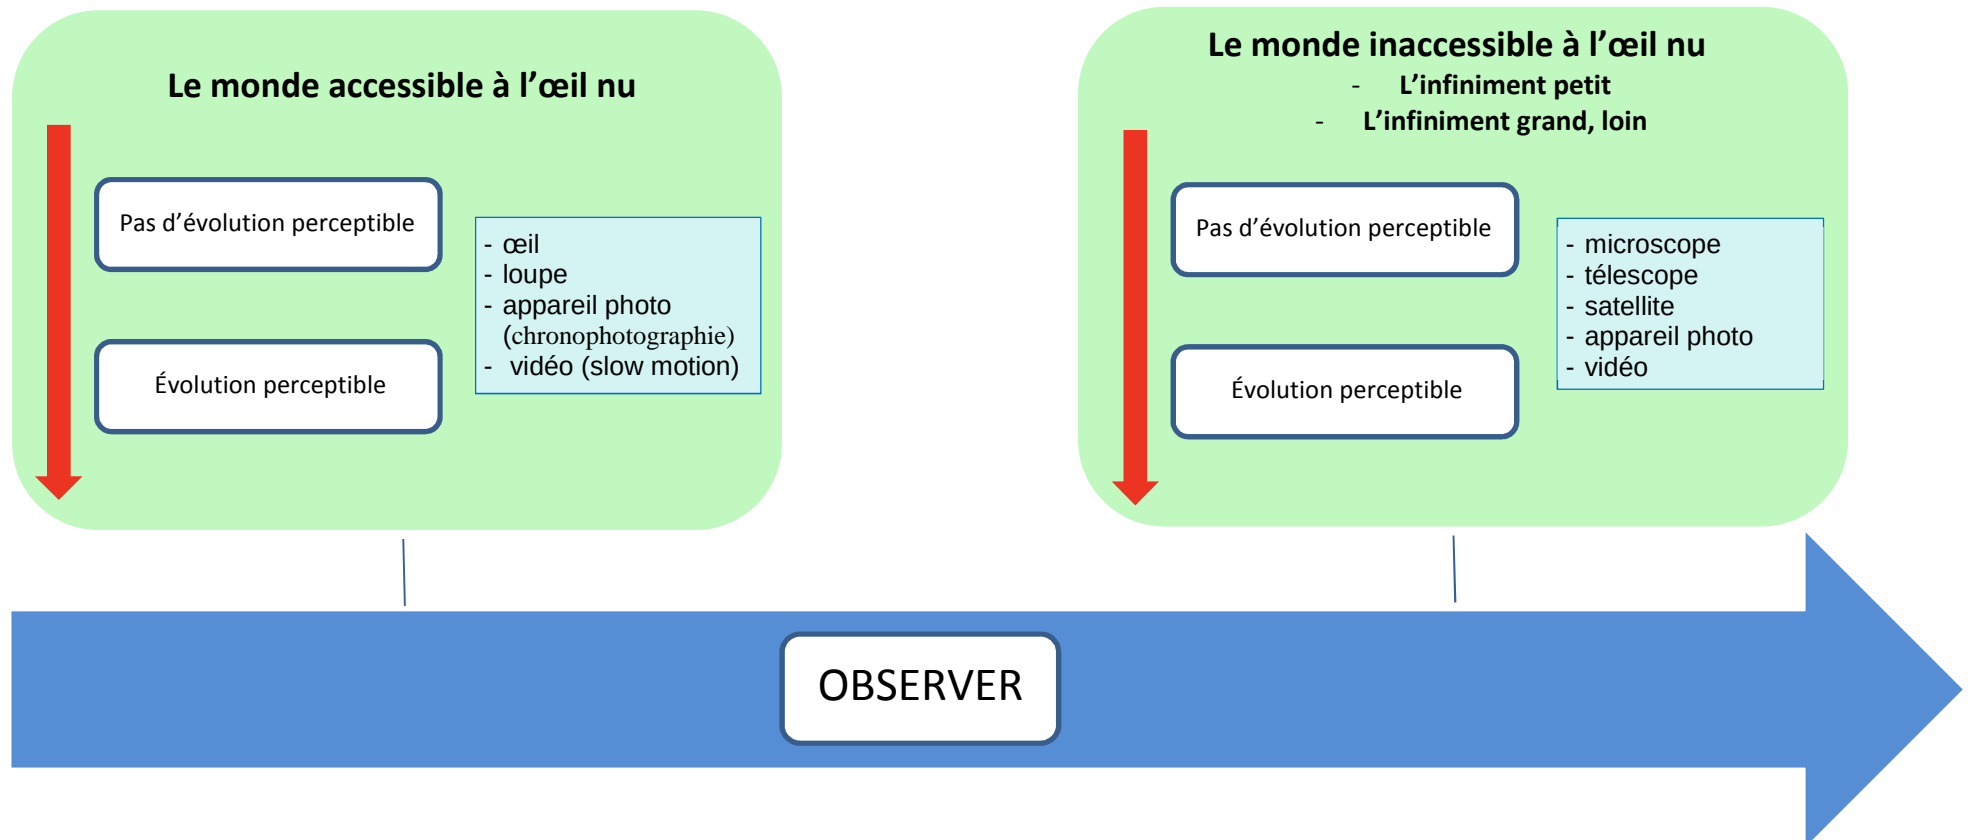 Le monde accessible à l’œil nu
Pas d’évolution perceptible
Évolution perceptible
- œil
- loupe
- appareil photo
(chronophotographie)
- vidéo (slow motion)
Le monde inaccessible à l’œil nu
- L’infiniment petit
- L’infiniment grand, loin
Pas d’évolution perceptible
Évolution perceptible
- microscope
- télescope
- satellite
- appareil photo
- vidéo
OBSERVER